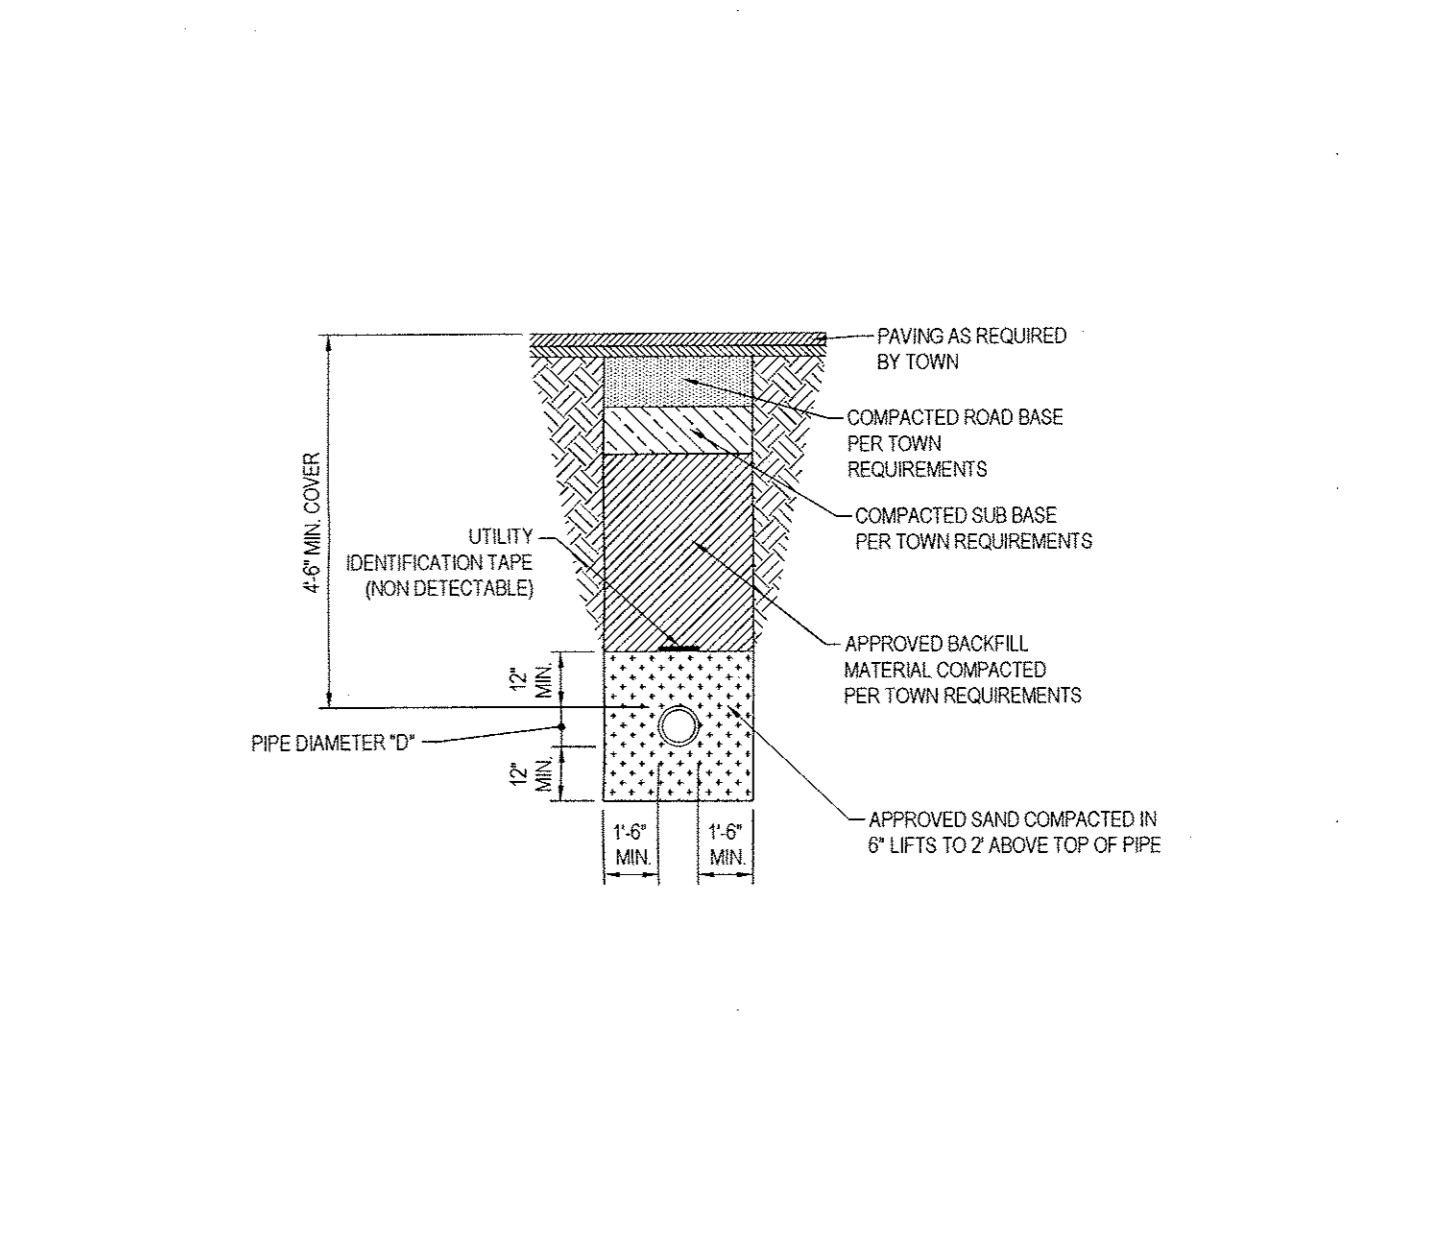 PAVING AS REQUIRED
BY TOWN
COMPACTED ROAD BASE
PER TOWN
REQUIREMENTS
COMPACTED SUB BASE
PER TOWN REQUIREMENTS
4'-6" MIN. COVER
UTILITY
IDENTIFICATION TAPE
(NON DETECTABLE)
APPROVED BACKFILL
MATERIAL COMPACTED
PER TOWN REQUIREMENTS
12"
MIN.
PIPE DIAMETER "D"
12"
MIN.
1'-6"
MIN.
1'-6"
MIN.
APPROVED SAND COMPACTED IN
6" LIFTS TO 2' ABOVE TOP OF PIPE